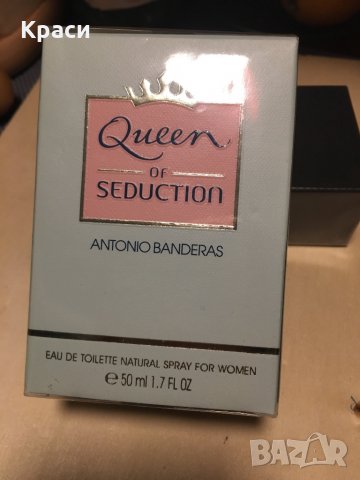 Краси
Queen
OF
SEDUCTION
ANTONIO BANDERAS
EAU DE TOILETTE NATURAL SPRAY FOR WOMEN
℮ 50 ml 1.7 FL OZ
BAZAR